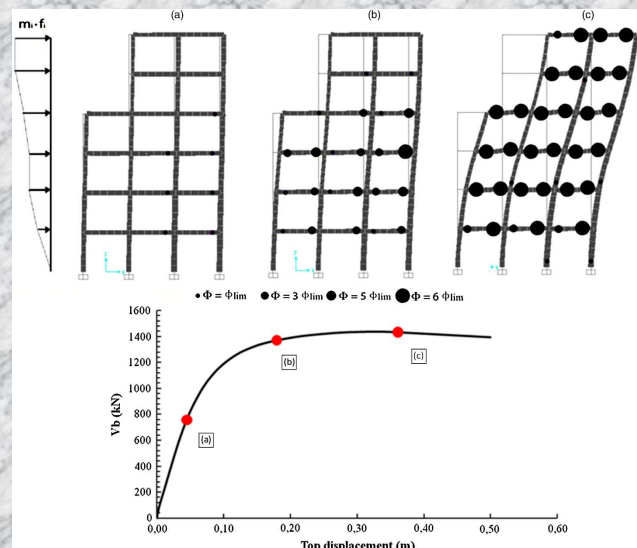 (a)
(b)
(c)
mᵢ·fᵢ
Φ = Φlim
Φ = 3 Φlim
Φ = 5 Φlim
Φ = 6 Φlim
1600
1400
1200
1000
800
600
400
200
0
Vb (kN)
(a)
(b)
(c)
0,00
0,10
0,20
0,30
0,40
0,50
0,60
Top displacement (m)